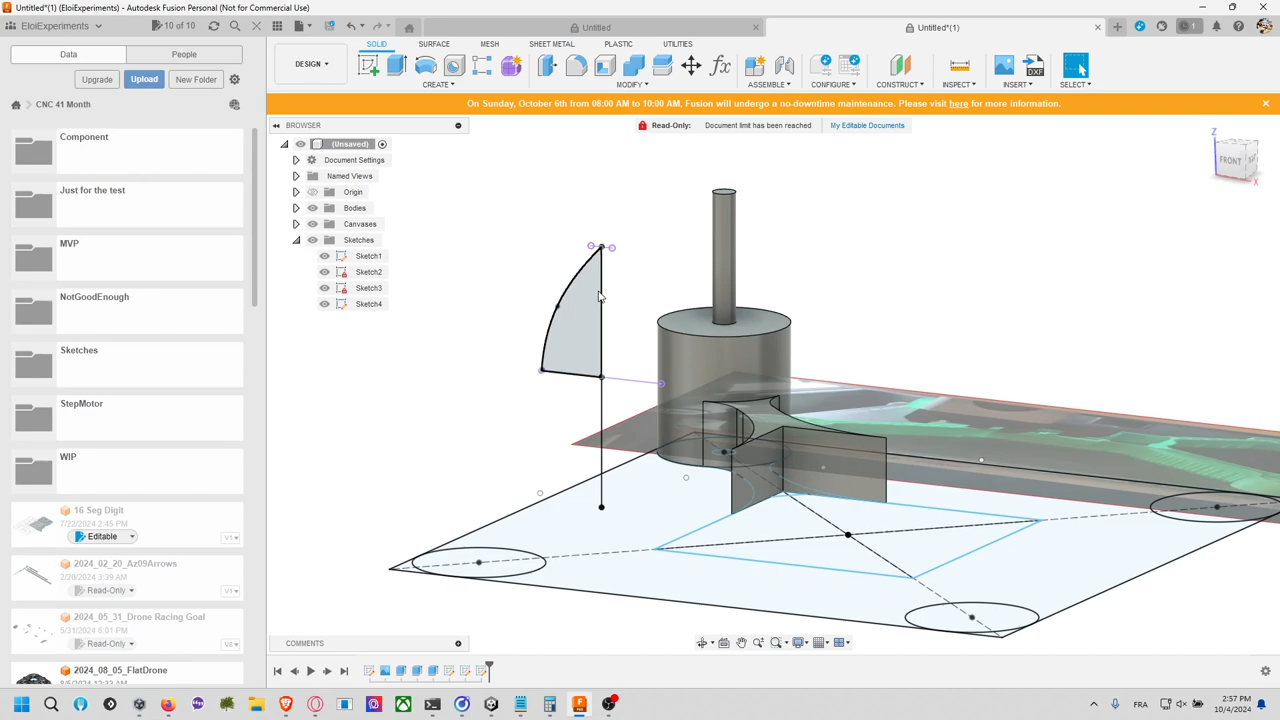 EloiExperiments 10 of 10 Autodesk Fusion Personal (Not for Commercial Use)
Untitled
Untitled*(1)
1
Data
People
Upgrade
Upload
New Folder
CNC 41 Month
Component
Just for the test
MVP
NotGoodEnough
Sketches
StepMotor
WIP
16 Seg Digit
7/22/2024 2:45 PM
Editable
V1
2024_02_20_Az09Arrows
2/20/2024 3:39 AM
Read-Only
V1
2024_05_31_Drone Racing Goal
5/31/2024 6:01 PM
Read-Only
2024_08_05_FlatDrone
DESIGN
SOLID
SURFACE
MESH
SHEET METAL
PLASTIC
UTILITIES
CREATE
MODIFY
ASSEMBLE
CONFIGURE
CONSTRUCT
INSPECT
INSERT
SELECT
DXF
On Sunday, October 6th from 08:00 AM to 10:00 AM, Fusion will undergo a no-downtime maintenance. Please visit here for more information.
BROWSER
Read-Only: Document limit has been reached My Editable Documents
(Unsaved)
Document Settings
Named Views
Origin
Bodies
Canvases
Sketches
Sketch1
Sketch2
Sketch3
Sketch4
Z
FRONT
X
COMMENTS
FRA
2:57 PM
10/4/2024